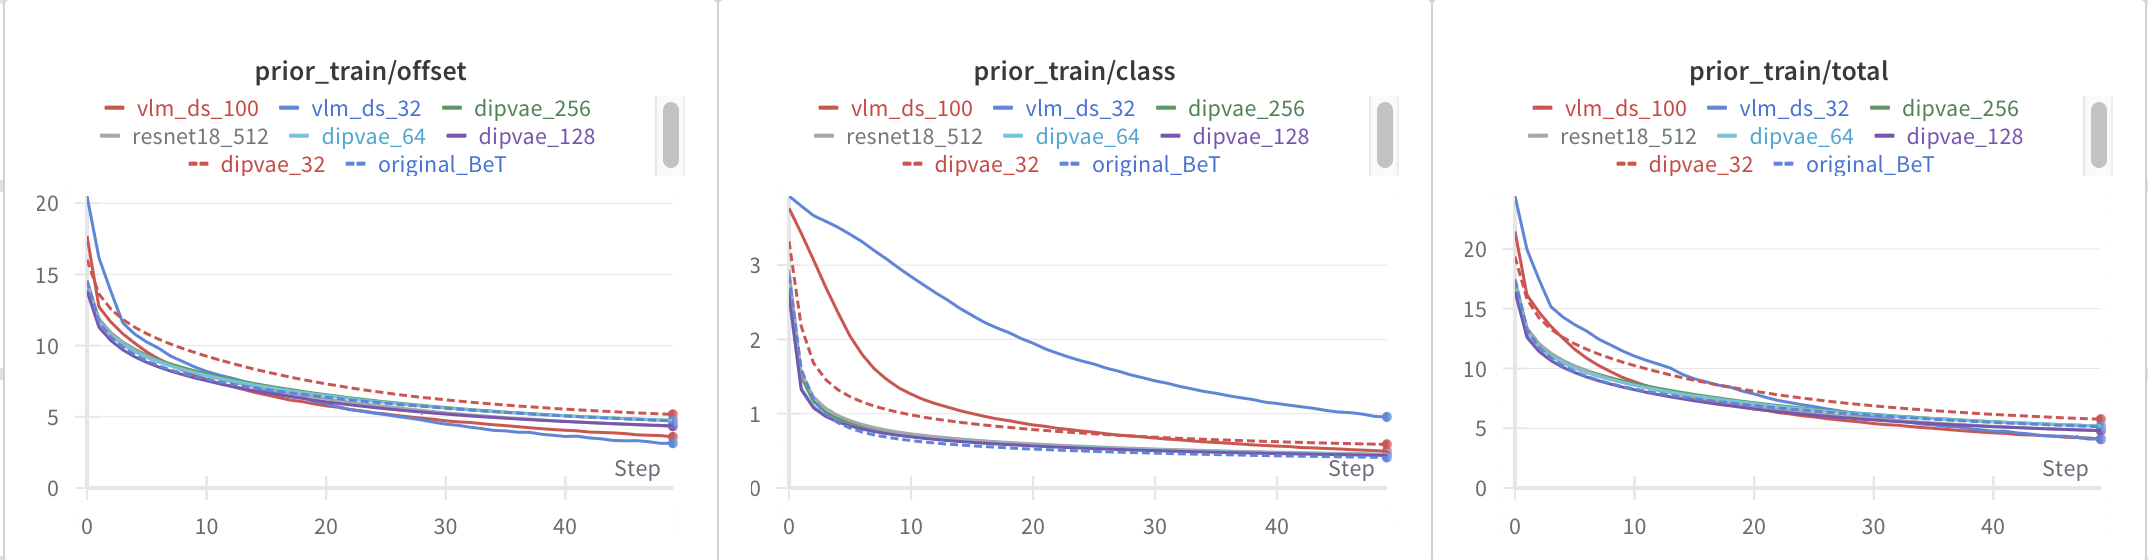 prior_train/offset
vlm_ds_100 vlm_ds_32 dipvae_256
resnet18_512 dipvae_64 dipvae_128
dipvae_32 original_BeT
20
15
10
5
0
Step
0 10 20 30 40
prior_train/class
vlm_ds_100 vlm_ds_32 dipvae_256
resnet18_512 dipvae_64 dipvae_128
dipvae_32 original_BeT
3
2
1
0
Step
0 10 20 30 40
prior_train/total
vlm_ds_100 vlm_ds_32 dipvae_256
resnet18_512 dipvae_64 dipvae_128
dipvae_32 original_BeT
20
15
10
5
0
Step
0 10 20 30 40